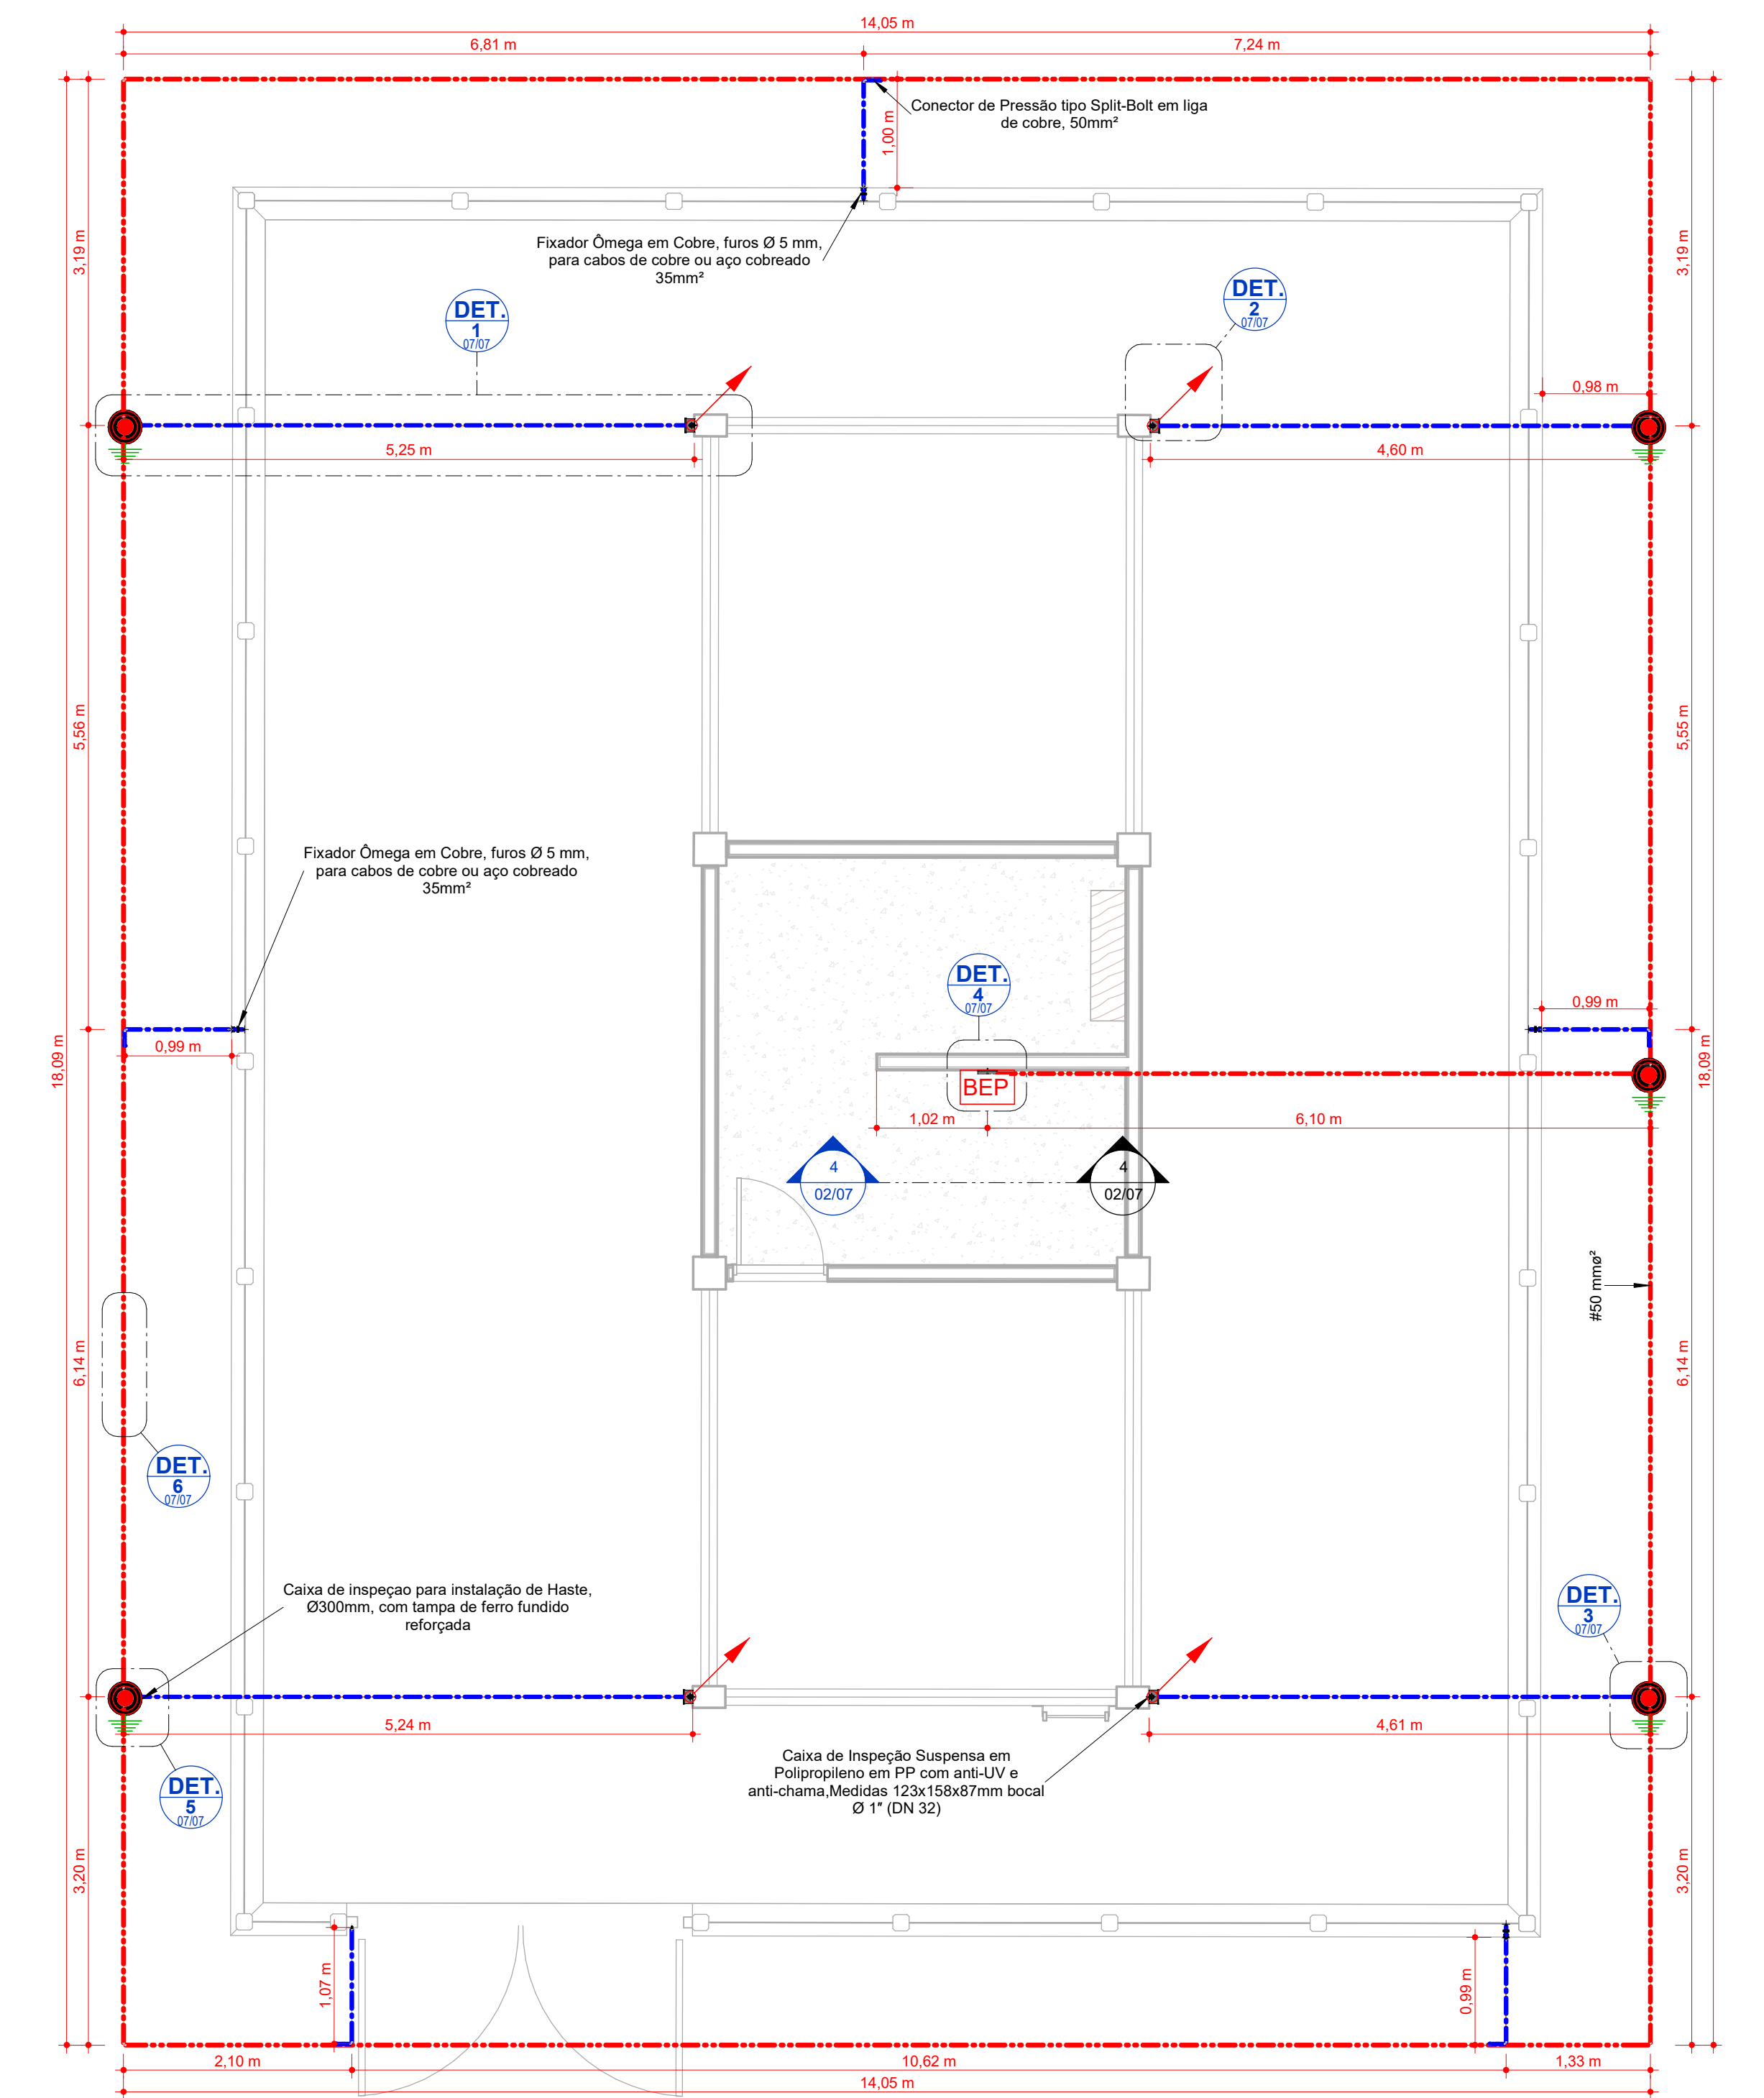 14,05 m
6,81 m
7,24 m
Conector de Pressão tipo Split-Bolt em liga
de cobre, 50mm²
1,00 m
Fixador Ômega em Cobre, furos Ø 5 mm,
para cabos de cobre ou aço cobreado
35mm²
3,19 m
3,19 m
DET.
1
07/07
DET.
2
07/07
0,98 m
5,25 m
4,60 m
5,56 m
5,55 m
Fixador Ômega em Cobre, furos Ø 5 mm,
para cabos de cobre ou aço cobreado
35mm²
DET.
4
07/07
0,99 m
0,99 m
18,09 m
18,09 m
BEP
1,02 m
6,10 m
4
02/07
4
02/07
#50 mmø²
6,14 m
6,14 m
DET.
6
07/07
Caixa de inspeçao para instalação de Haste,
Ø300mm, com tampa de ferro fundido
reforçada
DET.
3
07/07
5,24 m
4,61 m
Caixa de Inspeção Suspensa em
Polipropileno em PP com anti-UV e
anti-chama,Medidas 123x158x87mm bocal
Ø 1″ (DN 32)
DET.
5
07/07
3,20 m
3,20 m
1,07 m
0,99 m
2,10 m
10,62 m
1,33 m
14,05 m